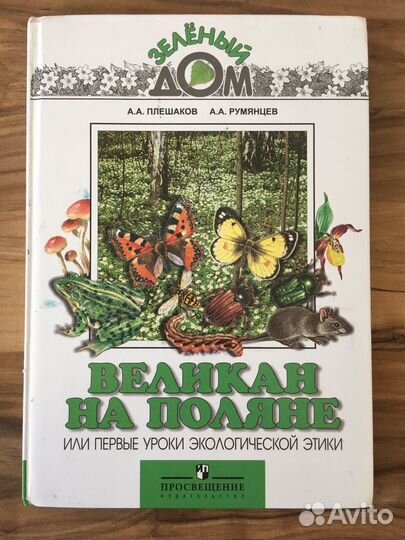 ЗЕЛЁНЫЙ
ДОМ
А.А. ПЛЕШАКОВ А.А. РУМЯНЦЕВ
ВЕЛИКАН
НА ПОЛЯНЕ
ИЛИ ПЕРВЫЕ УРОКИ ЭКОЛОГИЧЕСКОЙ ЭТИКИ
ПРОСВЕЩЕНИЕ
ИЗДАТЕЛЬСТВО
Avito